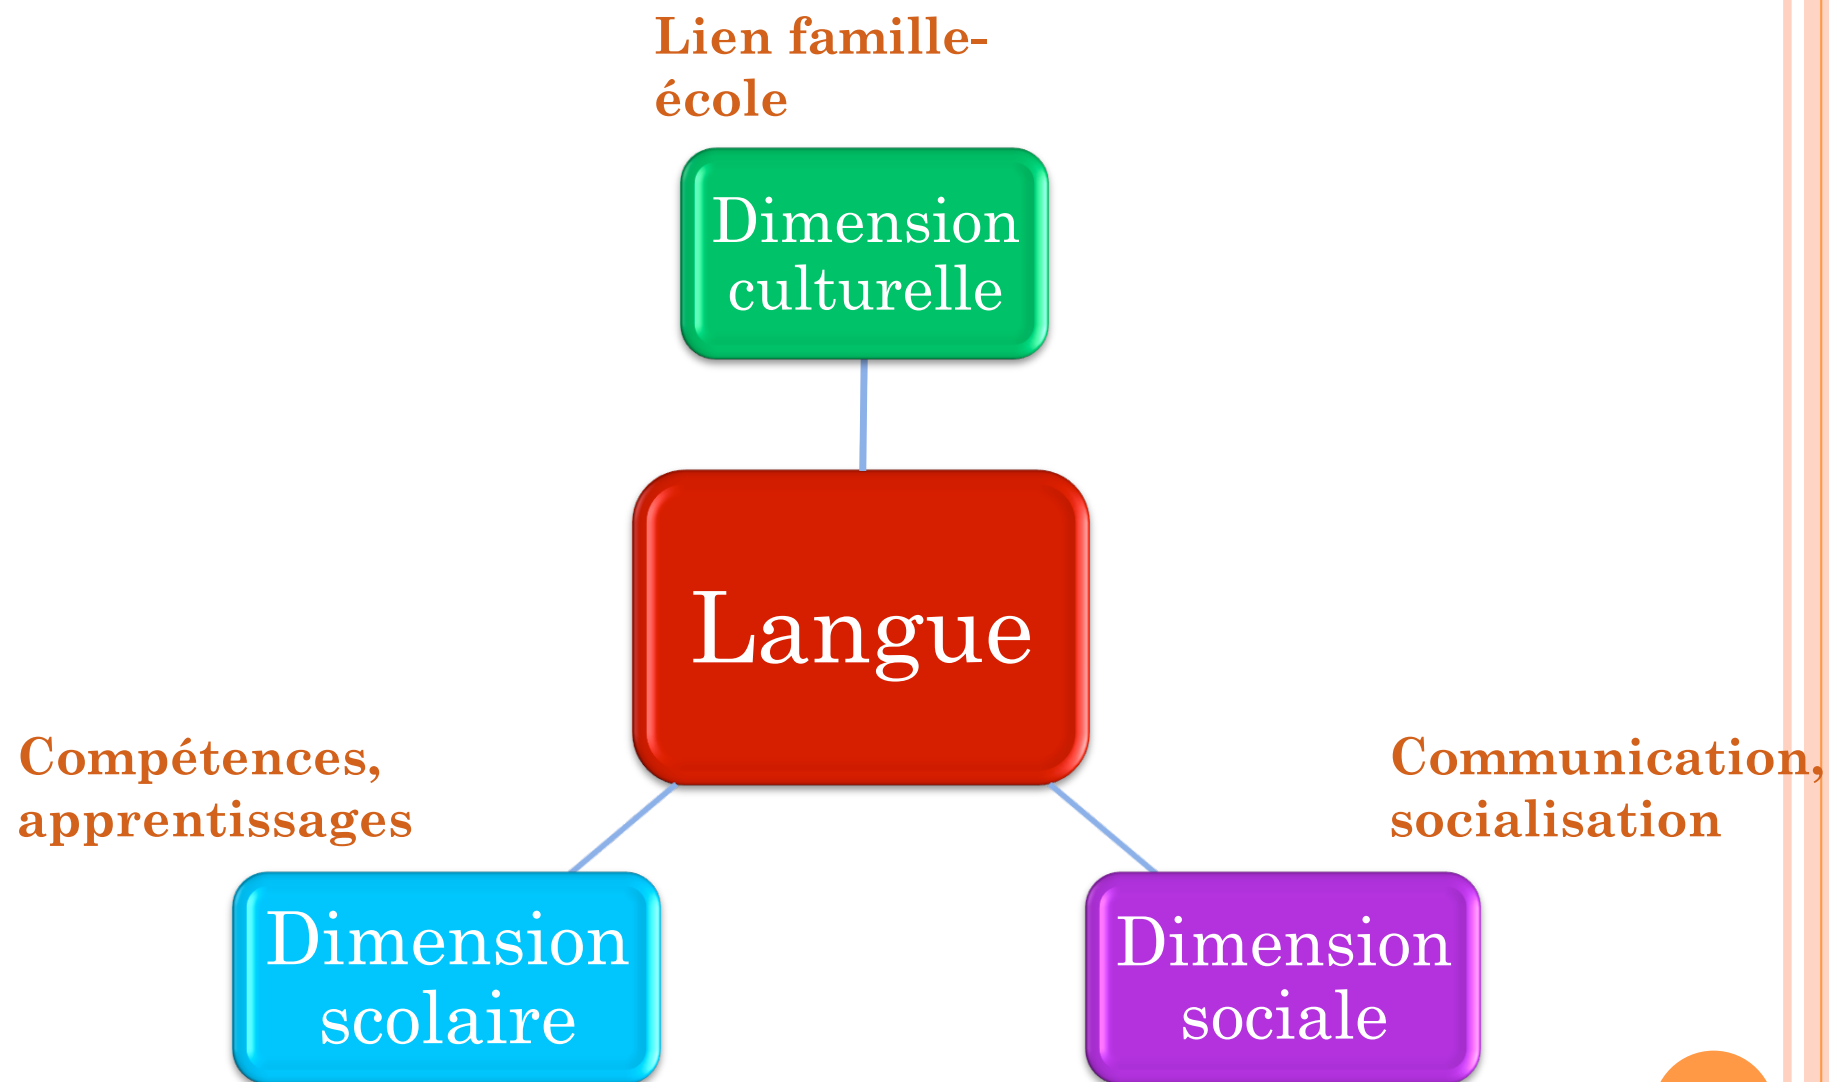 Lien famille-
école
Dimension
culturelle
Langue
Compétences,
apprentissages
Communication,
socialisation
Dimension
scolaire
Dimension
sociale